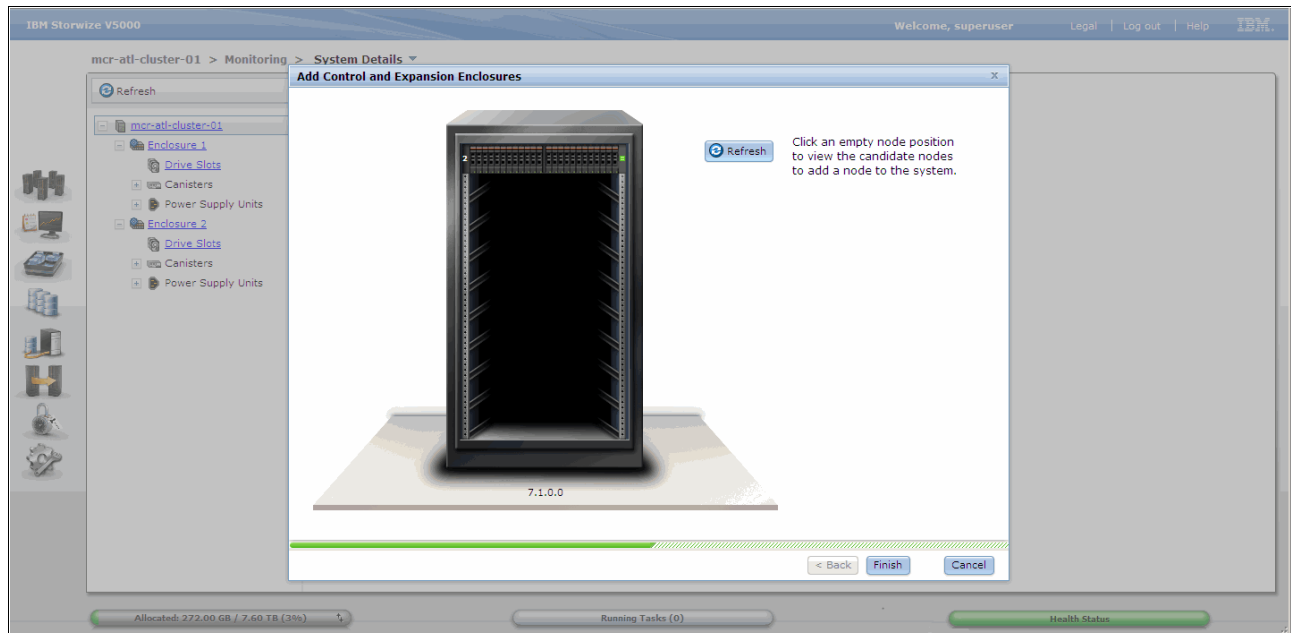 IBM Storwize V5000
Welcome, superuser
Legal | Log out | Help
IBM.
mcr-atl-cluster-01 > Monitoring > System Details
Add Control and Expansion Enclosures
x
Refresh
mcr-atl-cluster-01
Enclosure 1
Drive Slots
Canisters
Power Supply Units
Enclosure 2
Drive Slots
Canisters
Power Supply Units
2
Refresh
Click an empty node position
to view the candidate nodes
to add a node to the system.
7.1.0.0
< Back
Finish
Cancel
Allocated: 272.00 GB / 7.60 TB (3%)
Running Tasks (0)
Health Status